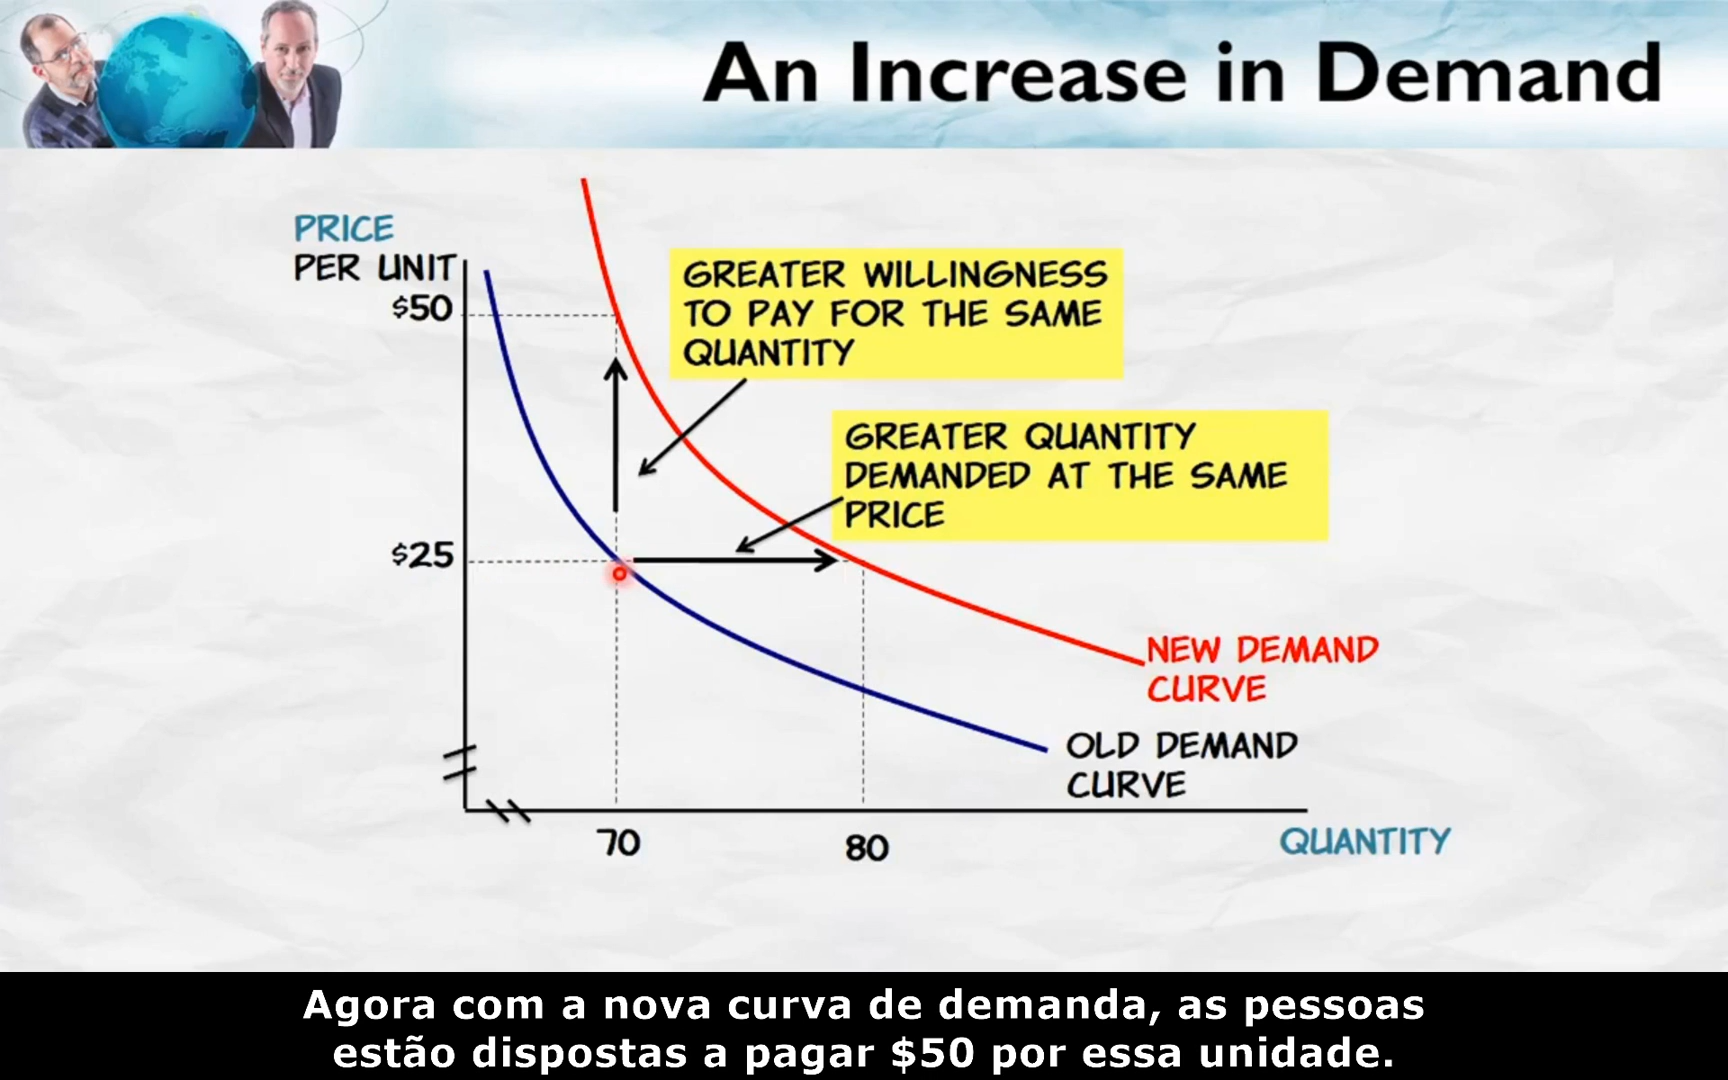 An Increase in Demand
PRICE
PER UNIT
$50
GREATER WILLINGNESS
TO PAY FOR THE SAME
QUANTITY
GREATER QUANTITY
DEMANDED AT THE SAME
PRICE
$25
NEW DEMAND
CURVE
OLD DEMAND
CURVE
70
80
QUANTITY
Agora com a nova curva de demanda, as pessoas
estão dispostas a pagar $50 por essa unidade.